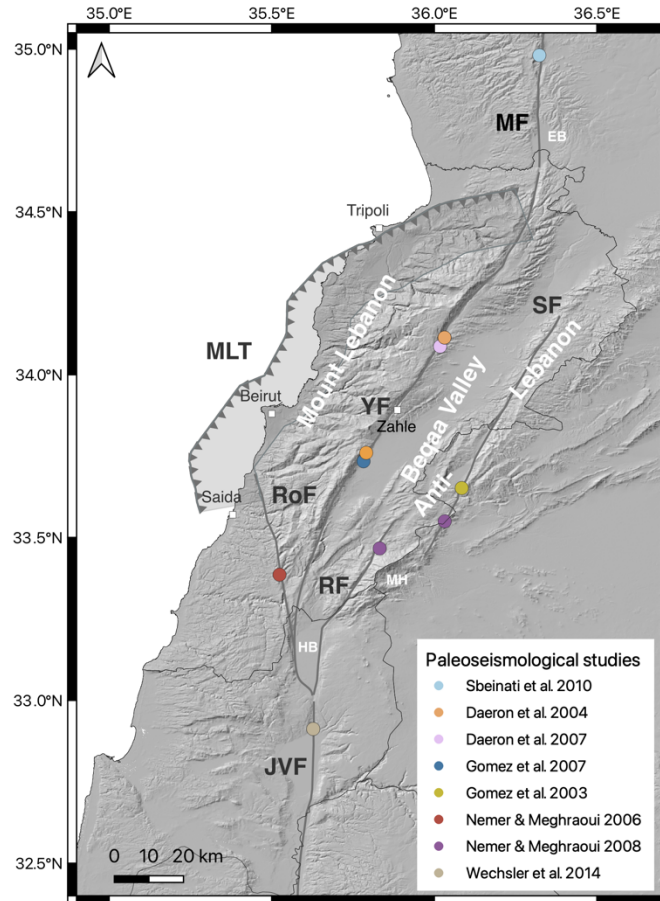 35.0°E 35.5°E 36.0°E 36.5°E
35.0°N
MF
EB
34.5°N
Tripoli
SF
MLT
Mount Lebanon
34.0°N
Beirut
YF
Zahle
Beqaa Valley
Anti-Lebanon
Saida
33.5°N
RoF
RF
MH
HB
33.0°N
JVF
32.5°N
0 10 20 km
Paleoseismological studies
Sbeinati et al. 2010
Daeron et al. 2004
Daeron et al. 2007
Gomez et al. 2007
Gomez et al. 2003
Nemer & Meghraoui 2006
Nemer & Meghraoui 2008
Wechsler et al. 2014